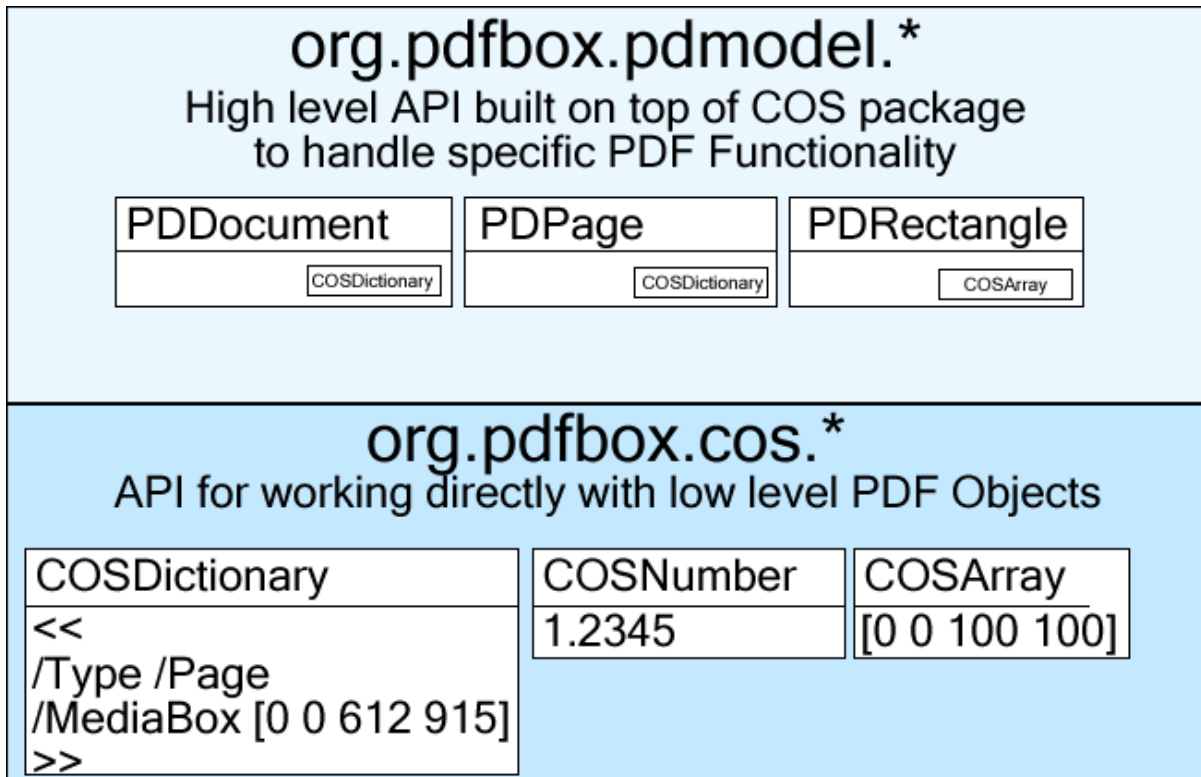 org.pdfbox.pdmodel.*
High level API built on top of COS package
to handle specific PDF Functionality
PDDocument
COSDictionary
PDPage
COSDictionary
PDRectangle
COSArray
org.pdfbox.cos.*
API for working directly with low level PDF Objects
COSDictionary
<<
/Type /Page
/MediaBox [0 0 612 915]
>>
COSNumber
1.2345
COSArray
[0 0 100 100]